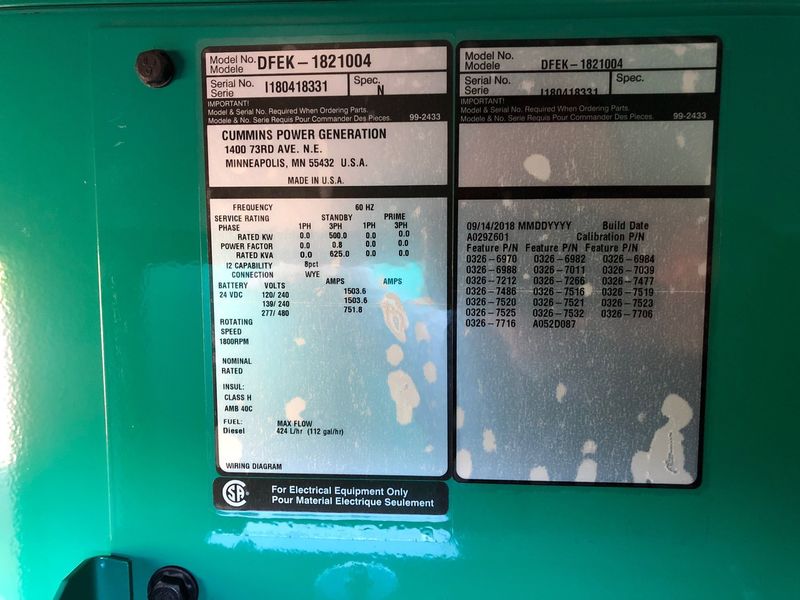 Model No. DFEK-1821004
Modele
Serial No. I180418331 Spec.
Serie N
IMPORTANT!
Model & Serial No. Required When Ordering Parts.
Modele & No. Serie Requis Pour Commander Des Pieces. 99-2433
CUMMINS POWER GENERATION
1400 73RD AVE. N.E.
MINNEAPOLIS, MN 55432 U.S.A.
MADE IN U.S.A.
FREQUENCY 60 HZ
SERVICE RATING STANDBY PRIME
PHASE 1PH 3PH 1PH 3PH
RATED KW 0.0 500.0 0.0 0.0
POWER FACTOR 0.0 0.8 0.0 0.0
RATED KVA 0.0 625.0 0.0 0.0
I2 CAPABILITY 8pct
CONNECTION WYE
BATTERY VOLTS AMPS AMPS
24 VDC 120/240 1503.6
139/240 1503.6
277/480 751.8
ROTATING
SPEED
1800RPM
NOMINAL
RATED
INSUL:
CLASS H
AMB 40C
FUEL: MAX FLOW
Diesel 424 L/hr (112 gal/hr)
WIRING DIAGRAM
SA
For Electrical Equipment Only
Pour Material Electrique Seulement
Model No.
Modele DFEK-1821004
Serial No. Spec.
Serie I180418331
IMPORTANT!
Model & Serial No. Required When Ordering Parts.
Modele & No. Serie Requis Pour Commander Des Pieces. 99-2433
09/14/2018 MMDDYYYY Build Date
A029Z601 Calibration P/N
Feature P/N Feature P/N Feature P/N
0326-6970 0326-6982 0326-6984
0326-6988 0326-7011 0326-7039
0326-7212 0326-7266 0326-7477
0326-7486 0326-7516 0326-7519
0326-7520 0326-7521 0326-7523
0326-7525 0326-7532 0326-7706
0326-7716 A052D087